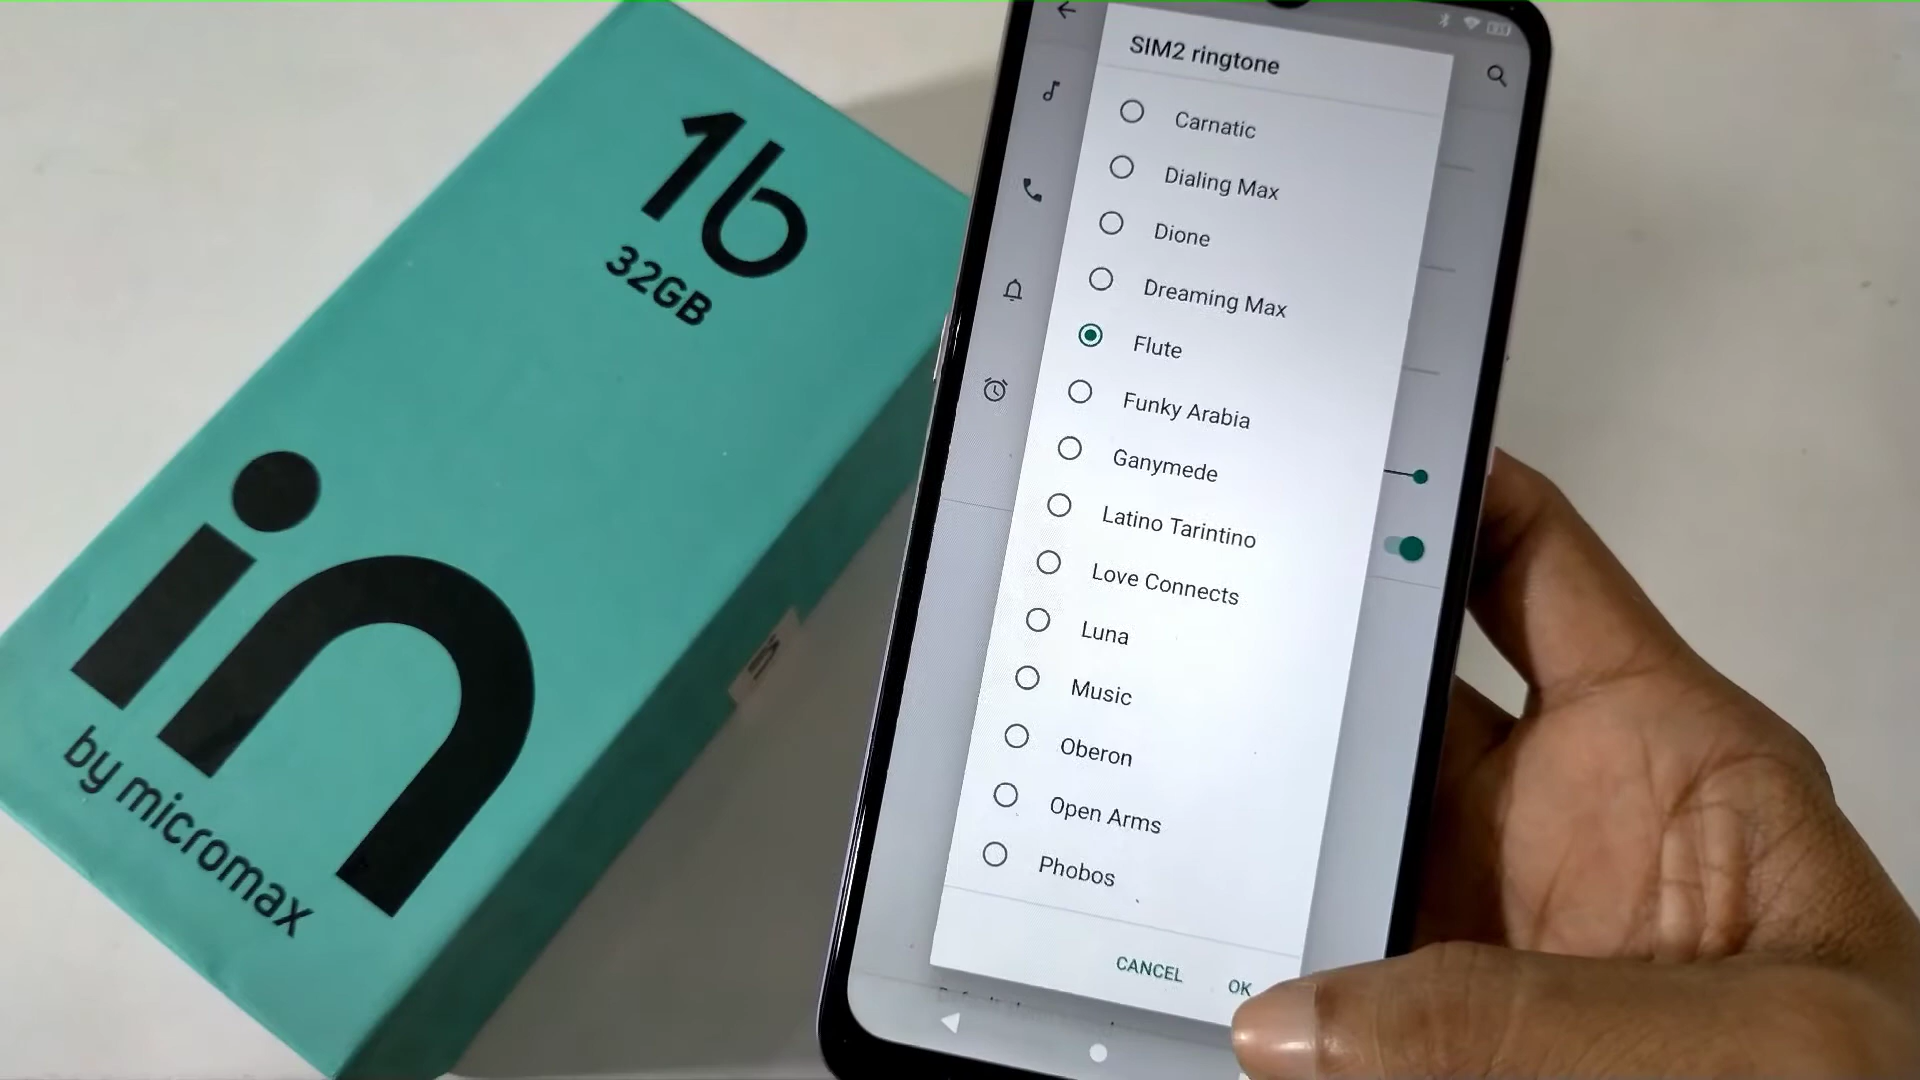 1b
32GB
in
by micromax
in
SIM2 ringtone
Carnatic
Dialing Max
Dione
Dreaming Max
Flute
Funky Arabia
Ganymede
Latino Tarintino
Love Connects
Luna
Music
Oberon
Open Arms
Phobos
CANCEL OK